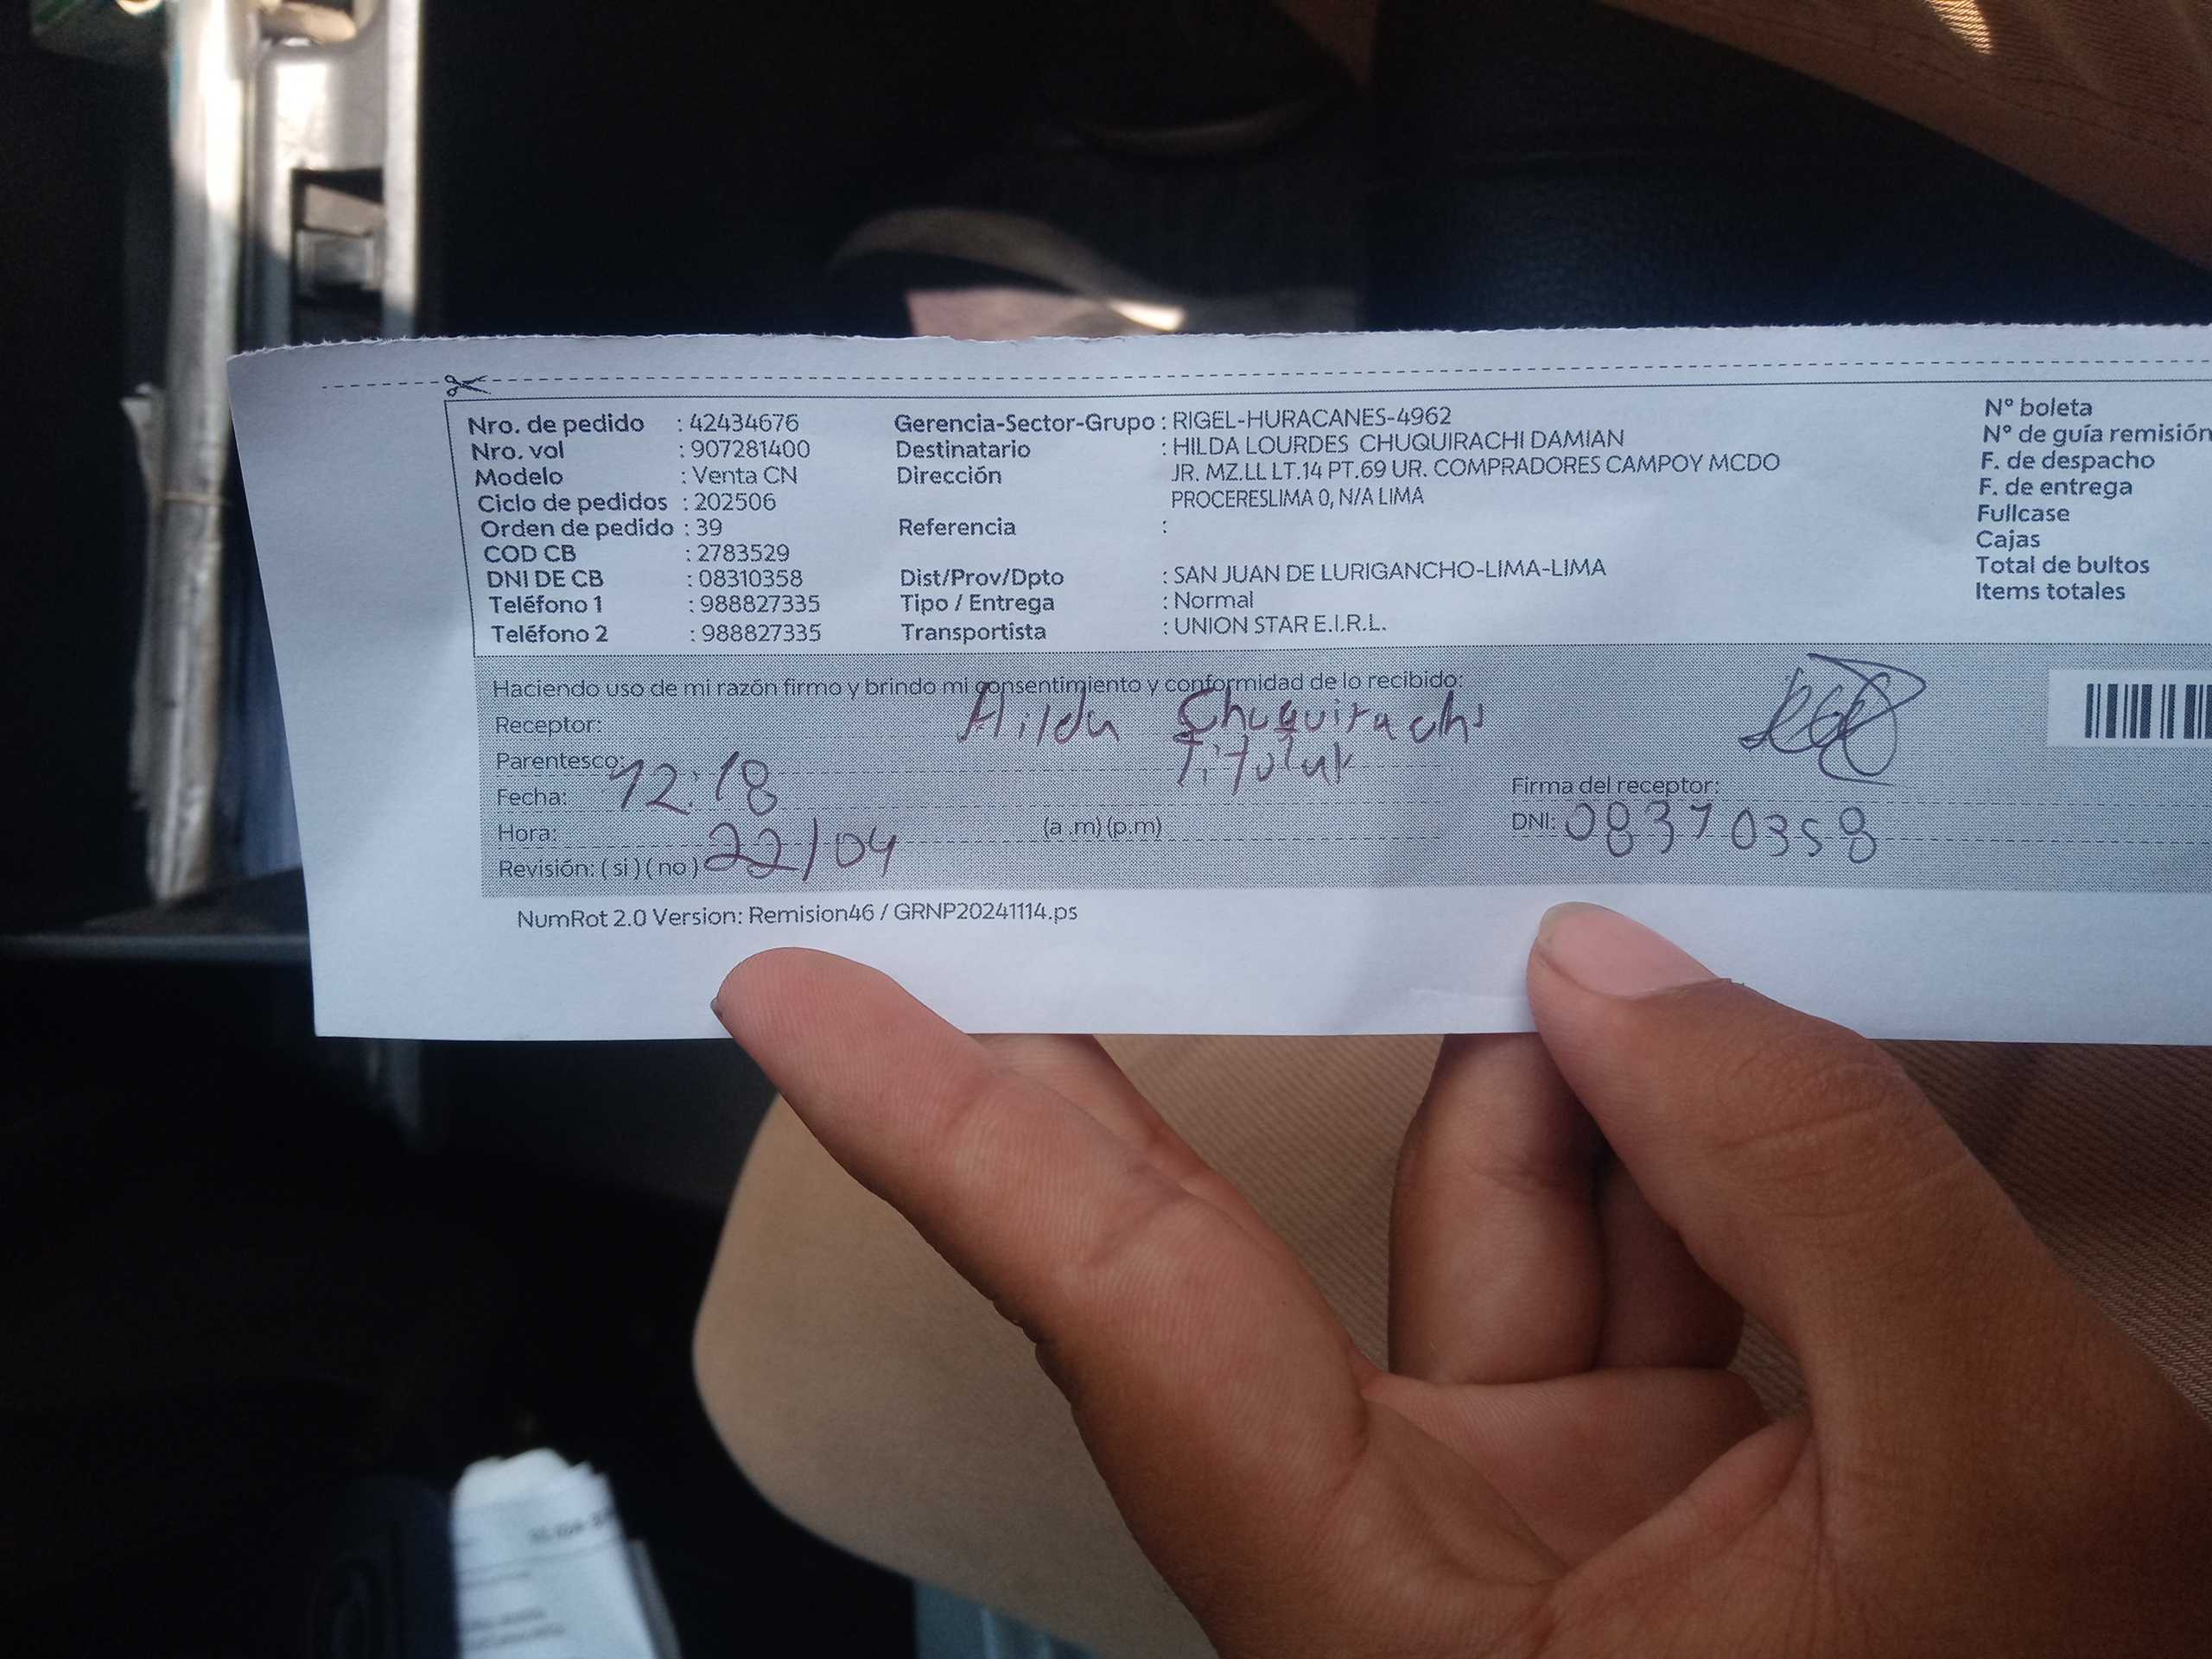 Nro. de pedido : 42434676 Gerencia-Sector-Grupo : RIGEL-HURACANES-4962 N° boleta
Nro. vol : 907281400 Destinatario : HILDA LOURDES CHUQUIRACHI DAMIAN N° de guía remisión
Modelo : Venta CN Dirección JR. MZ.LL LT.14 PT.69 UR. COMPRADORES CAMPOY MCDO F. de despacho
Ciclo de pedidos : 202506 PROCERESLIMA 0, N/A LIMA F. de entrega
Orden de pedido : 39 Referencia : Fullcase
COD CB : 2783529 Cajas
DNI DE CB : 08310358 Dist/Prov/Dpto : SAN JUAN DE LURIGANCHO-LIMA-LIMA Total de bultos
Teléfono 1 : 988827335 Tipo / Entrega : Normal Items totales
Teléfono 2 : 988827335 Transportista : UNION STAR E.I.R.L.
Haciendo uso de mi razón firmo y brindo mi consentimiento y conformidad de lo recibido:
Receptor: Hilda Chuquirachi
Parentesco: Titular
Fecha: 12:18 Firma del receptor:
Hora: (a .m) (p.m) DNI: 08310358
Revisión: ( si ) ( no ) 22/04
NumRot 2.0 Version: Remision46 / GRNP20241114.ps